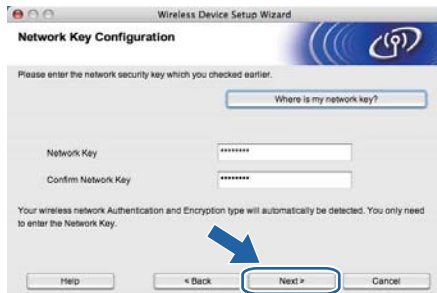 Wireless Device Setup Wizard
Network Key Configuration
Please enter the network security key which you checked earlier.
Where is my network key?
Network Key ********
Confirm Network Key ********
Your wireless network Authentication and Encryption type will automatically be detected. You only need
to enter the Network Key.
Help < Back Next > Cancel